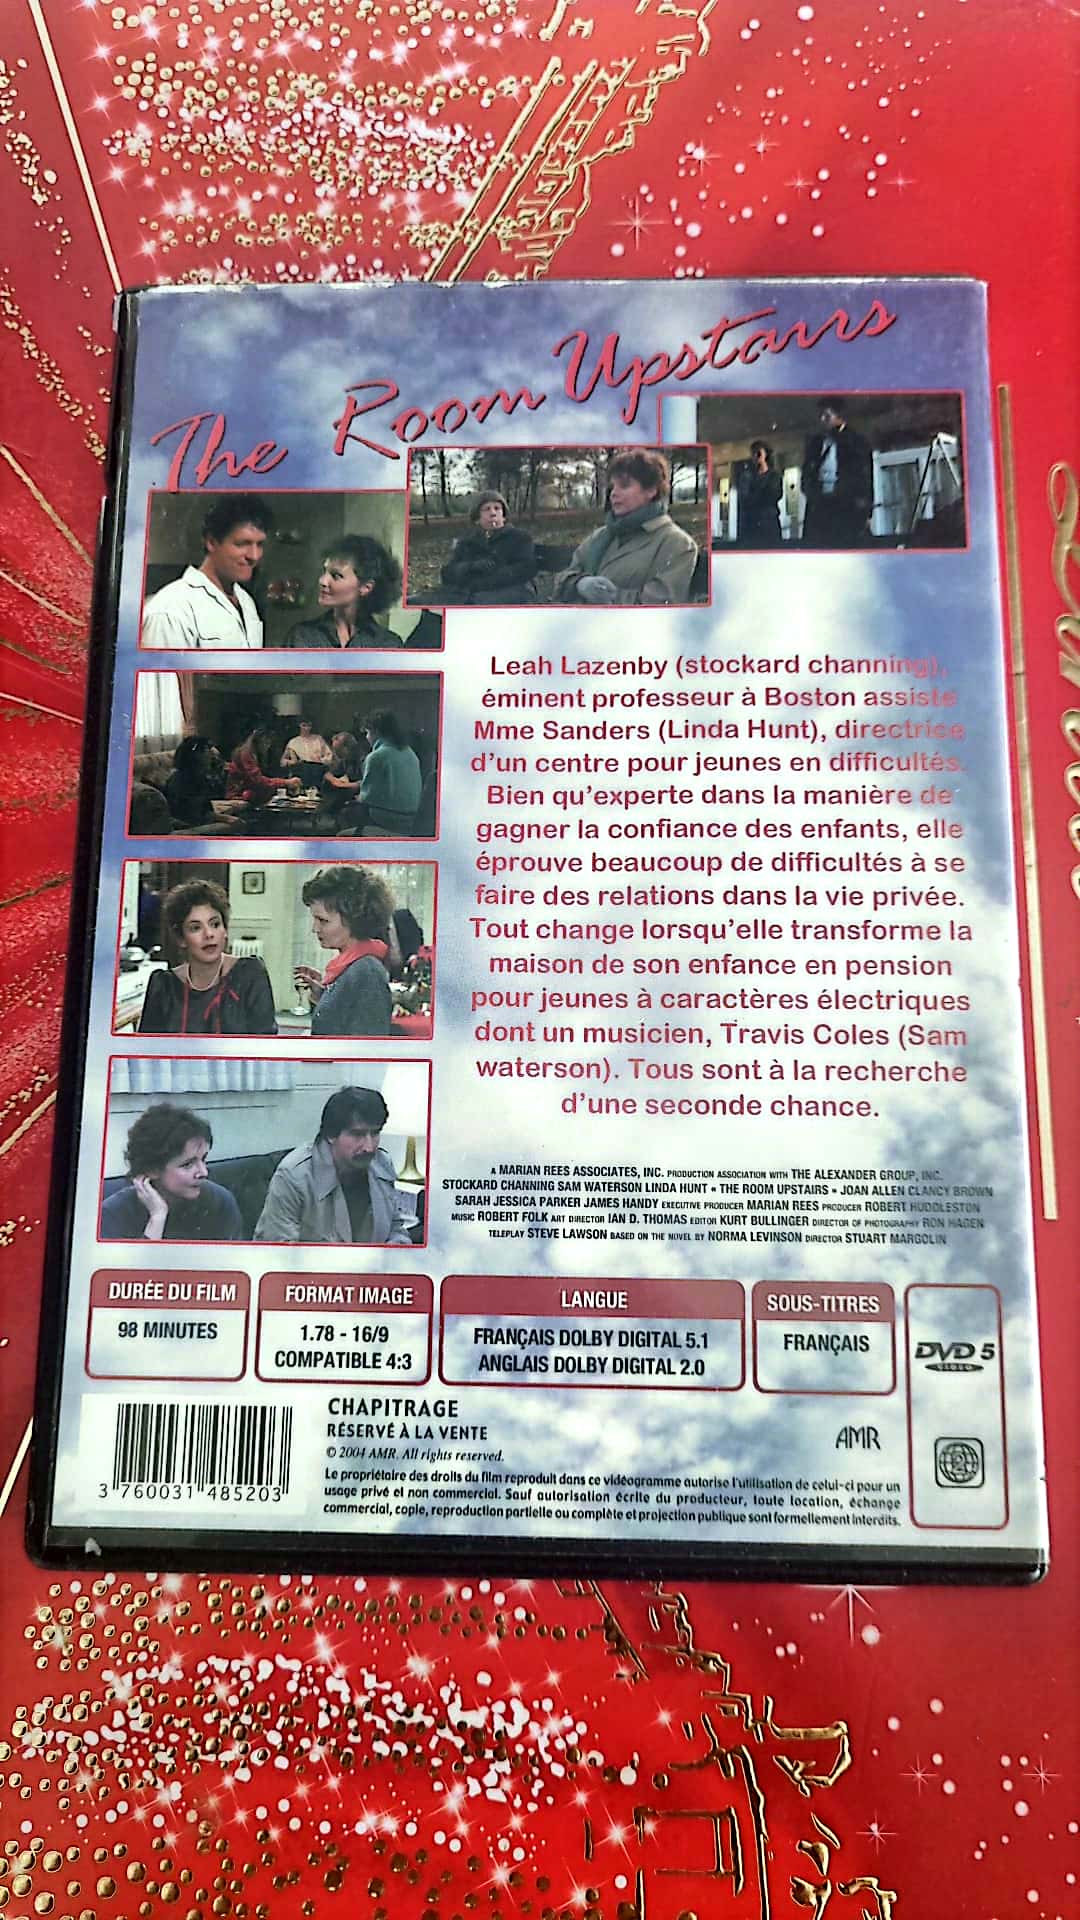 The Room Upstairs
Leah Lazenby (stockard channing),
éminent professeur à Boston assiste
Mme Sanders (Linda Hunt), directrice
d'un centre pour jeunes en difficultés.
Bien qu'experte dans la manière de
gagner la confiance des enfants, elle
éprouve beaucoup de difficultés à se
faire des relations dans la vie privée.
Tout change lorsqu'elle transforme la
maison de son enfance en pension
pour jeunes à caractères électriques
dont un musicien, Travis Coles (Sam
waterson). Tous sont à la recherche
d'une seconde chance.
A MARIAN REES ASSOCIATES, INC. PRODUCTION ASSOCIATION WITH THE ALEXANDER GROUP, INC.
STOCKARD CHANNING SAM WATERSON LINDA HUNT • THE ROOM UPSTAIRS • JOAN ALLEN CLANCY BROWN
SARAH JESSICA PARKER JAMES HANDY EXECUTIVE PRODUCER MARIAN REES PRODUCER ROBERT HUDDLESTON
MUSIC ROBERT FOLK ART DIRECTOR IAN D. THOMAS EDITOR KURT BULLINGER DIRECTOR OF PHOTOGRAPHY RON HAGEN
TELEPLAY STEVE LAWSON BASED ON THE NOVEL BY NORMA LEVINSON DIRECTOR STUART MARGOLIN
DURÉE DU FILM
98 MINUTES
FORMAT IMAGE
1.78 - 16/9
COMPATIBLE 4:3
LANGUE
FRANÇAIS DOLBY DIGITAL 5.1
ANGLAIS DOLBY DIGITAL 2.0
SOUS-TITRES
FRANÇAIS
DVD 5
VIDEO
2
CHAPITRAGE
RÉSERVÉ À LA VENTE
© 2004 AMR. All rights reserved.
Le propriétaire des droits du film reproduit dans ce vidéogramme autorise l'utilisation de celui-ci pour un
usage privé et non commercial. Sauf autorisation écrite du producteur, toute location, échange
commercial, copie, reproduction partielle ou complète et projection publique sont formellement interdits.
AMR
3 760031 485203